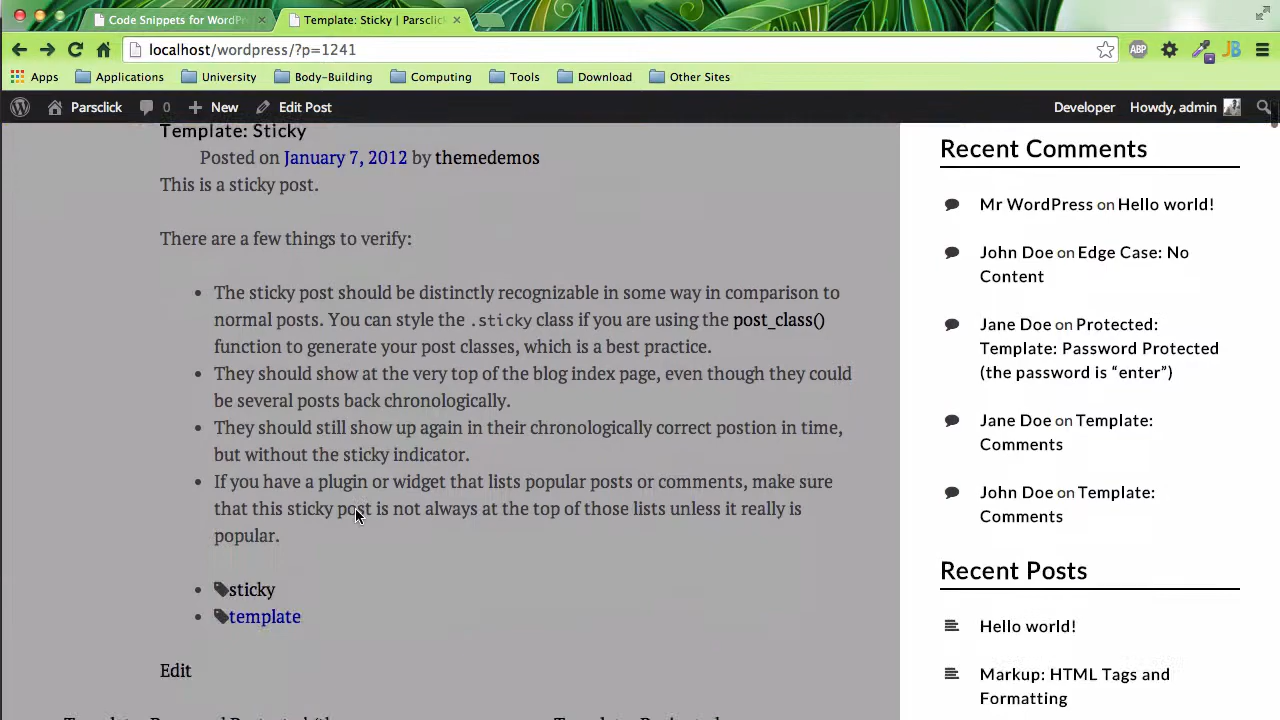 Code Snippets for WordPr
Template: Sticky | Parsclick
localhost/wordpress/?p=1241
ABP
JB
Apps
Applications
University
Body-Building
Computing
Tools
Download
Other Sites
Parsclick
0
New
Edit Post
Developer
Howdy, admin
Template: Sticky
Posted on January 7, 2012 by themedemos
This is a sticky post.
There are a few things to verify:
The sticky post should be distinctly recognizable in some way in comparison to
normal posts. You can style the .sticky class if you are using the post_class()
function to generate your post classes, which is a best practice.
They should show at the very top of the blog index page, even though they could
be several posts back chronologically.
They should still show up again in their chronologically correct postion in time,
but without the sticky indicator.
If you have a plugin or widget that lists popular posts or comments, make sure
that this sticky post is not always at the top of those lists unless it really is
popular.
sticky
template
Edit
Recent Comments
Mr WordPress on Hello world!
John Doe on Edge Case: No
Content
Jane Doe on Protected:
Template: Password Protected
(the password is “enter”)
Jane Doe on Template:
Comments
John Doe on Template:
Comments
Recent Posts
Hello world!
Markup: HTML Tags and
Formatting